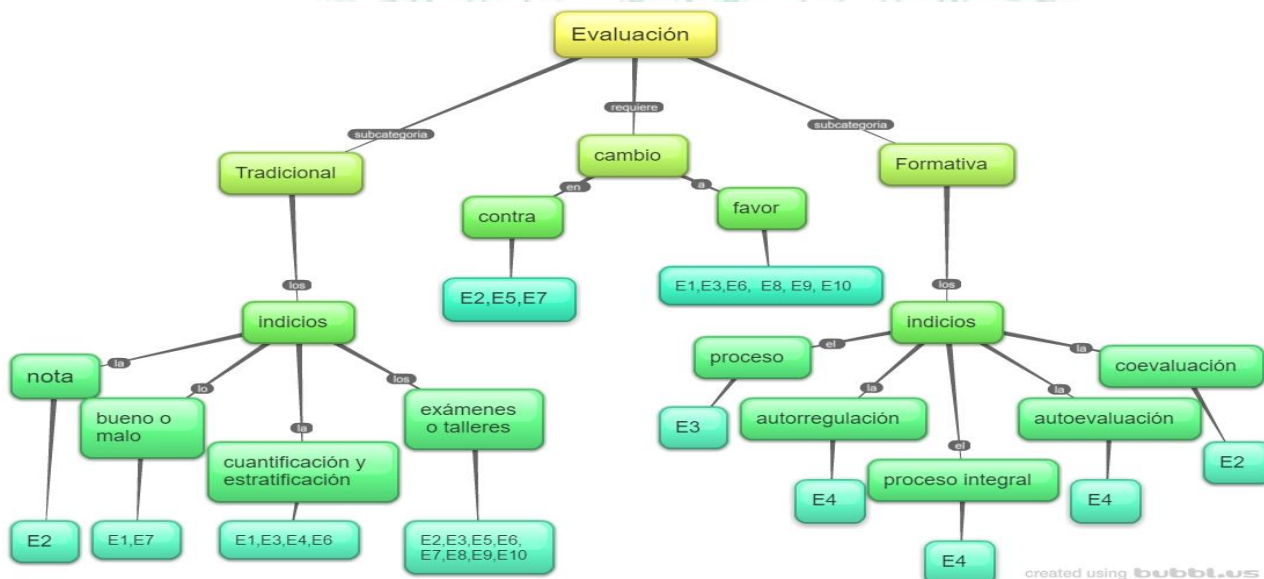 Evaluación
subcategoria
requiere
subcategoria
Tradicional
cambio
Formativa
en
a
contra
favor
E2,E5,E7
E1,E3,E6, E8, E9, E10
los
los
indicios
indicios
la
lo
la
los
el
la
el
la
la
nota
bueno o
malo
cuantificación y
estratificación
exámenes
o talleres
proceso
autorregulación
proceso integral
autoevaluación
coevaluación
E2
E1,E7
E1,E3,E4,E6
E2,E3,E5,E6,
E7,E8,E9,E10
E3
E4
E4
E4
E2
created using bubbl.us